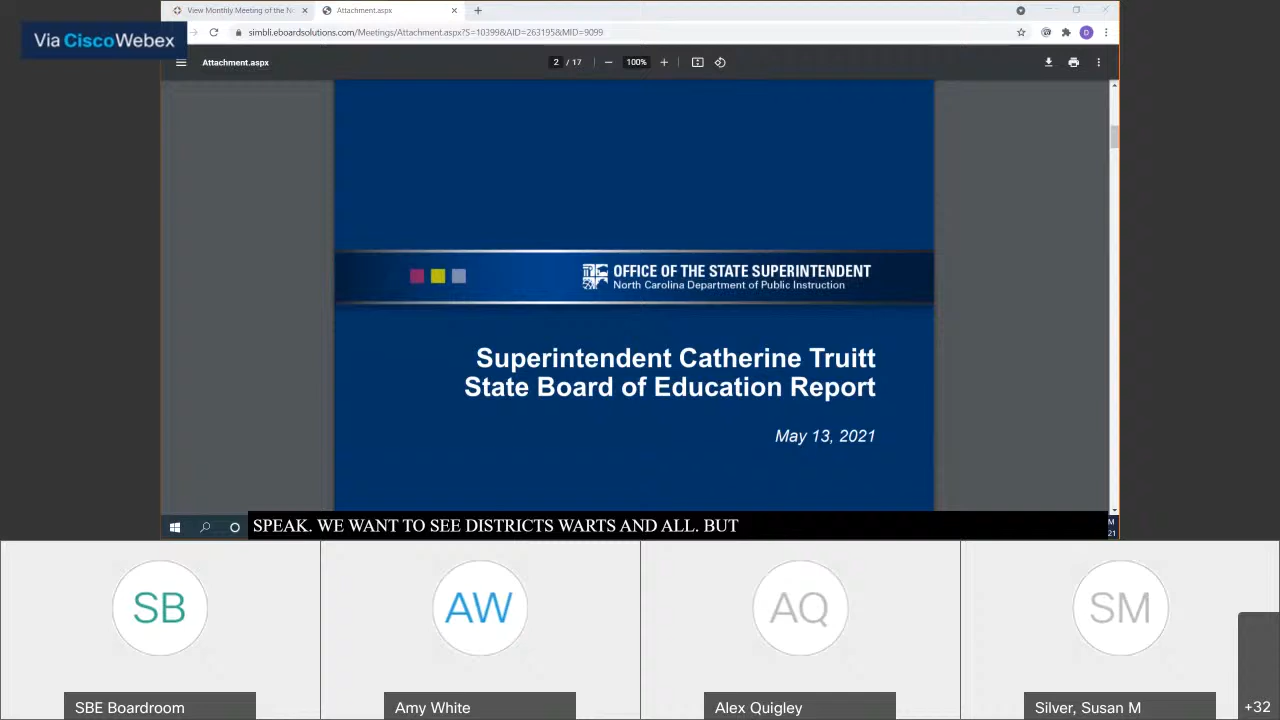 View Monthly Meeting of the N
Attachment.aspx
Via CiscoWebex
simbli.eboardsolutions.com/Meetings/Attachment.aspx?S=10399&AID=263195&MID=9099
D
Attachment.aspx
2 / 17
100%
OFFICE OF THE STATE SUPERINTENDENT
North Carolina Department of Public Instruction
Superintendent Catherine Truitt
State Board of Education Report
May 13, 2021
SPEAK. WE WANT TO SEE DISTRICTS WARTS AND ALL. BUT
M
21
SB
AW
AQ
SM
SBE Boardroom
Amy White
Alex Quigley
Silver, Susan M
+32